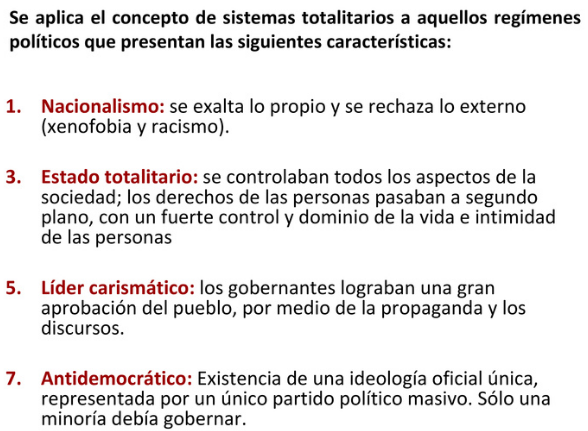 Se aplica el concepto de sistemas totalitarios a aquellos regímenes
políticos que presentan las siguientes características:
1. Nacionalismo: se exalta lo propio y se rechaza lo externo
(xenofobia y racismo).
3. Estado totalitario: se controlaban todos los aspectos de la
sociedad; los derechos de las personas pasaban a segundo
plano, con un fuerte control y dominio de la vida e intimidad
de las personas
5. Líder carismático: los gobernantes lograban una gran
aprobación del pueblo, por medio de la propaganda y los
discursos.
7. Antidemocrático: Existencia de una ideología oficial única,
representada por un único partido político masivo. Sólo una
minoría debía gobernar.